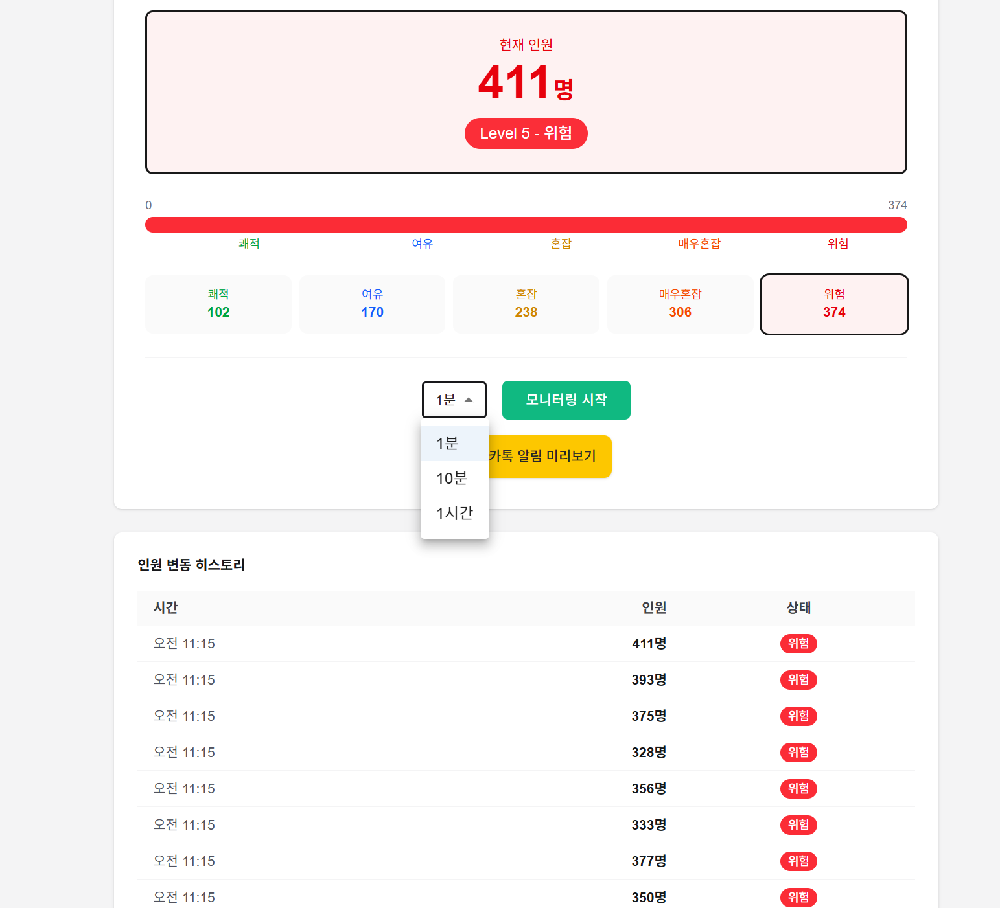 현재 인원
411명
Level 5 - 위험
0 374
쾌적 여유 혼잡 매우혼잡 위험
쾌적 여유 혼잡 매우혼잡 위험
102 170 238 306 374
1분 모니터링 시작
1분
카톡 알림 미리보기
10분
1시간
인원 변동 히스토리
시간 인원 상태
오전 11:15 411명 위험
오전 11:15 393명 위험
오전 11:15 375명 위험
오전 11:15 328명 위험
오전 11:15 356명 위험
오전 11:15 333명 위험
오전 11:15 377명 위험
오전 11:15 350명 위험